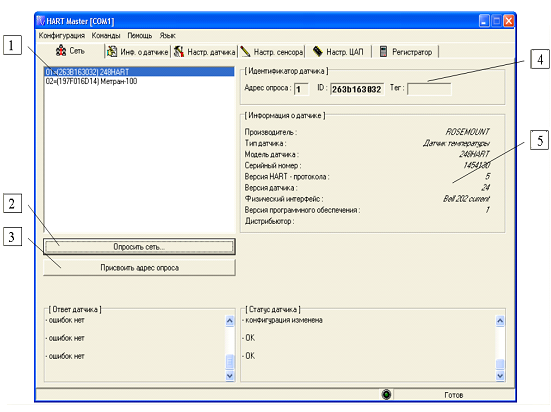 HART Master [COM1]
Конфигурация Команды Помощь Язык
Сеть Инф. о датчике Настр. датчика Настр. сенсора Настр. ЦАП Регистратор
1
01=(263B163032) 248HART
02=(197F016D14) Метран-100
[ Идентификатор датчика ]
Адрес опроса : 1 ID : 263b163032 Тег :
4
[ Информация о датчике ]
Производитель : ROSEMOUNT
Тип датчика : Датчик температуры
Модель датчика : 248HART
Серийный номер : 1454130
Версия HART - протокола : 5
Версия датчика : 24
Физический интерфейс : Bell 202 current
Версия программного обеспечения : 1
Дистрибьютор :
5
2
Опросить сеть...
3
Присвоить адрес опроса
[ Ответ датчика ]
- ошибок нет
- ошибок нет
- ошибок нет
[ Статус датчика ]
- конфигурация изменена
- OK
- OK
Готов